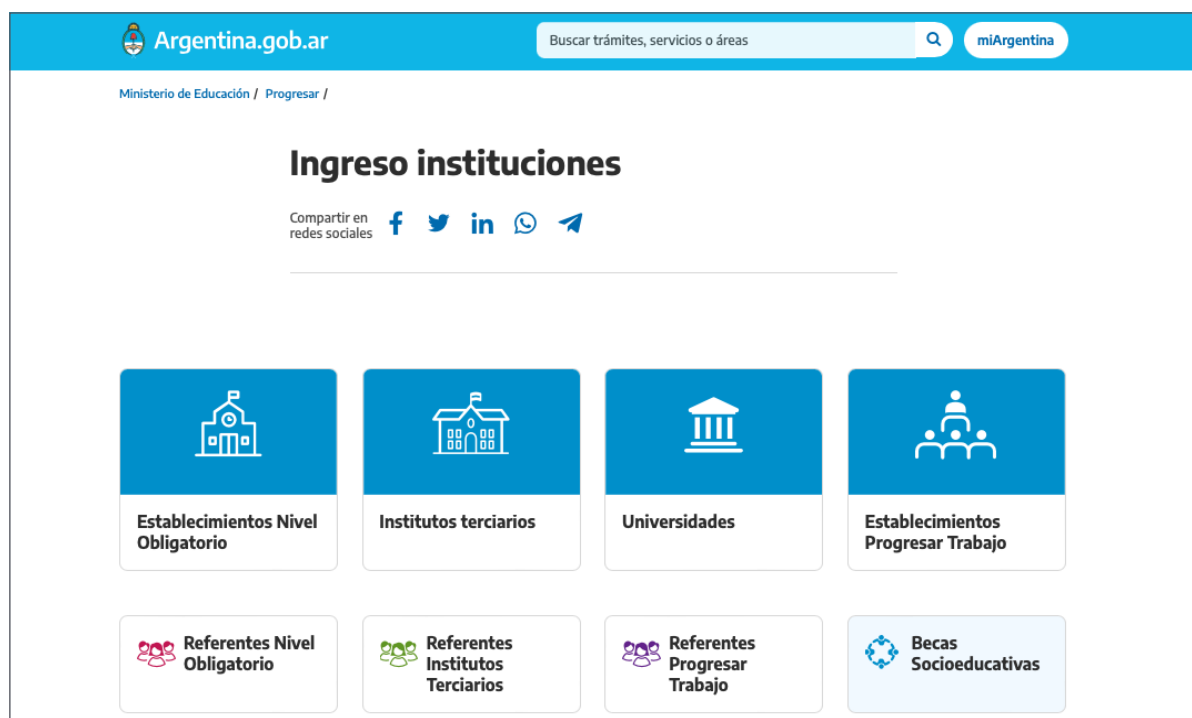 Argentina.gob.ar
Buscar trámites, servicios o áreas
miArgentina
Ministerio de Educación / Progresar /
Ingreso instituciones
Compartir en
redes sociales
Establecimientos Nivel
Obligatorio
Institutos terciarios
Universidades
Establecimientos
Progresar Trabajo
Referentes Nivel
Obligatorio
Referentes
Institutos
Terciarios
Referentes
Progresar
Trabajo
Becas
Socioeducativas